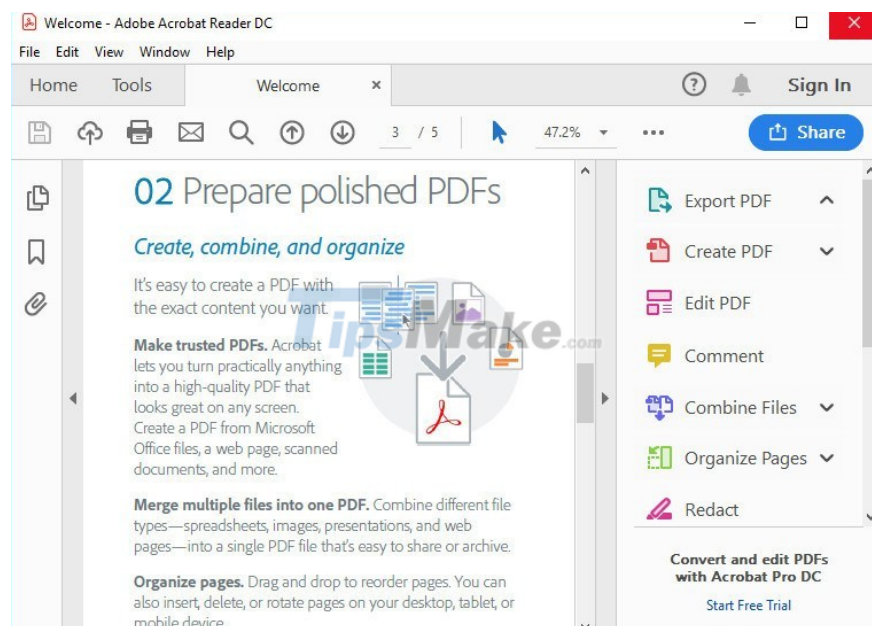 Welcome - Adobe Acrobat Reader DC
File Edit View Window Help
Home Tools Welcome × Sign In
3 / 5 47.2% Share
02 Prepare polished PDFs
Create, combine, and organize
It's easy to create a PDF with
the exact content you want.
Make trusted PDFs. Acrobat
lets you turn practically anything
into a high-quality PDF that
looks great on any screen.
Create a PDF from Microsoft
Office files, a web page, scanned
documents, and more.
Merge multiple files into one PDF. Combine different file
types—spreadsheets, images, presentations, and web
pages—into a single PDF file that's easy to share or archive.
Organize pages. Drag and drop to reorder pages. You can
also insert, delete, or rotate pages on your desktop, tablet, or
mobile device.
TipsMake.com
Export PDF
Create PDF
Edit PDF
Comment
Combine Files
Organize Pages
Redact
Convert and edit PDFs
with Acrobat Pro DC
Start Free Trial